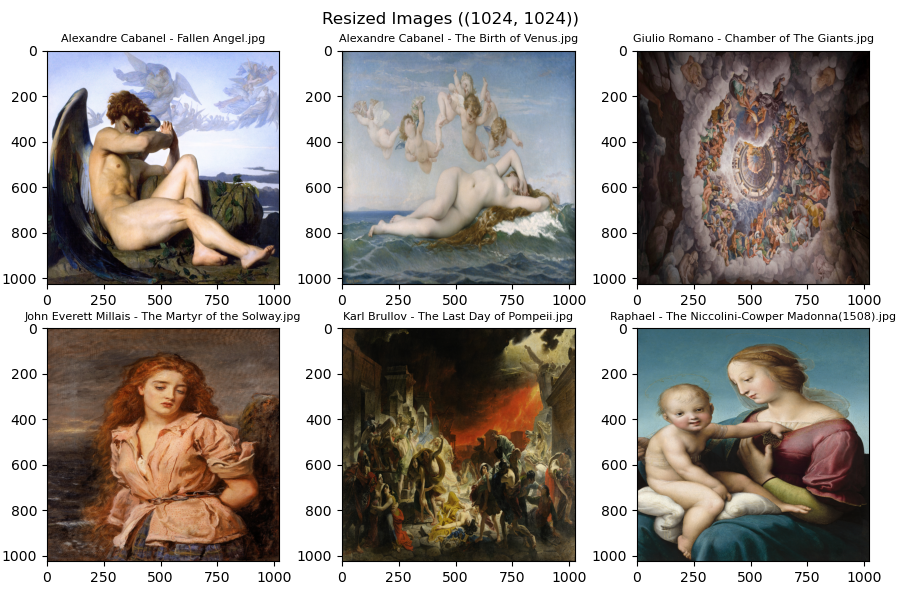 Resized Images ((1024, 1024))
Alexandre Cabanel - Fallen Angel.jpg
Alexandre Cabanel - The Birth of Venus.jpg
Giulio Romano - Chamber of The Giants.jpg
0
200
400
600
800
1000
0 250 500 750 1000
0
200
400
600
800
1000
0 250 500 750 1000
0
200
400
600
800
1000
0 250 500 750 1000
John Everett Millais - The Martyr of the Solway.jpg
Karl Brullov - The Last Day of Pompeii.jpg
Raphael - The Niccolini-Cowper Madonna(1508).jpg
0
200
400
600
800
1000
0 250 500 750 1000
0
200
400
600
800
1000
0 250 500 750 1000
0
200
400
600
800
1000
0 250 500 750 1000